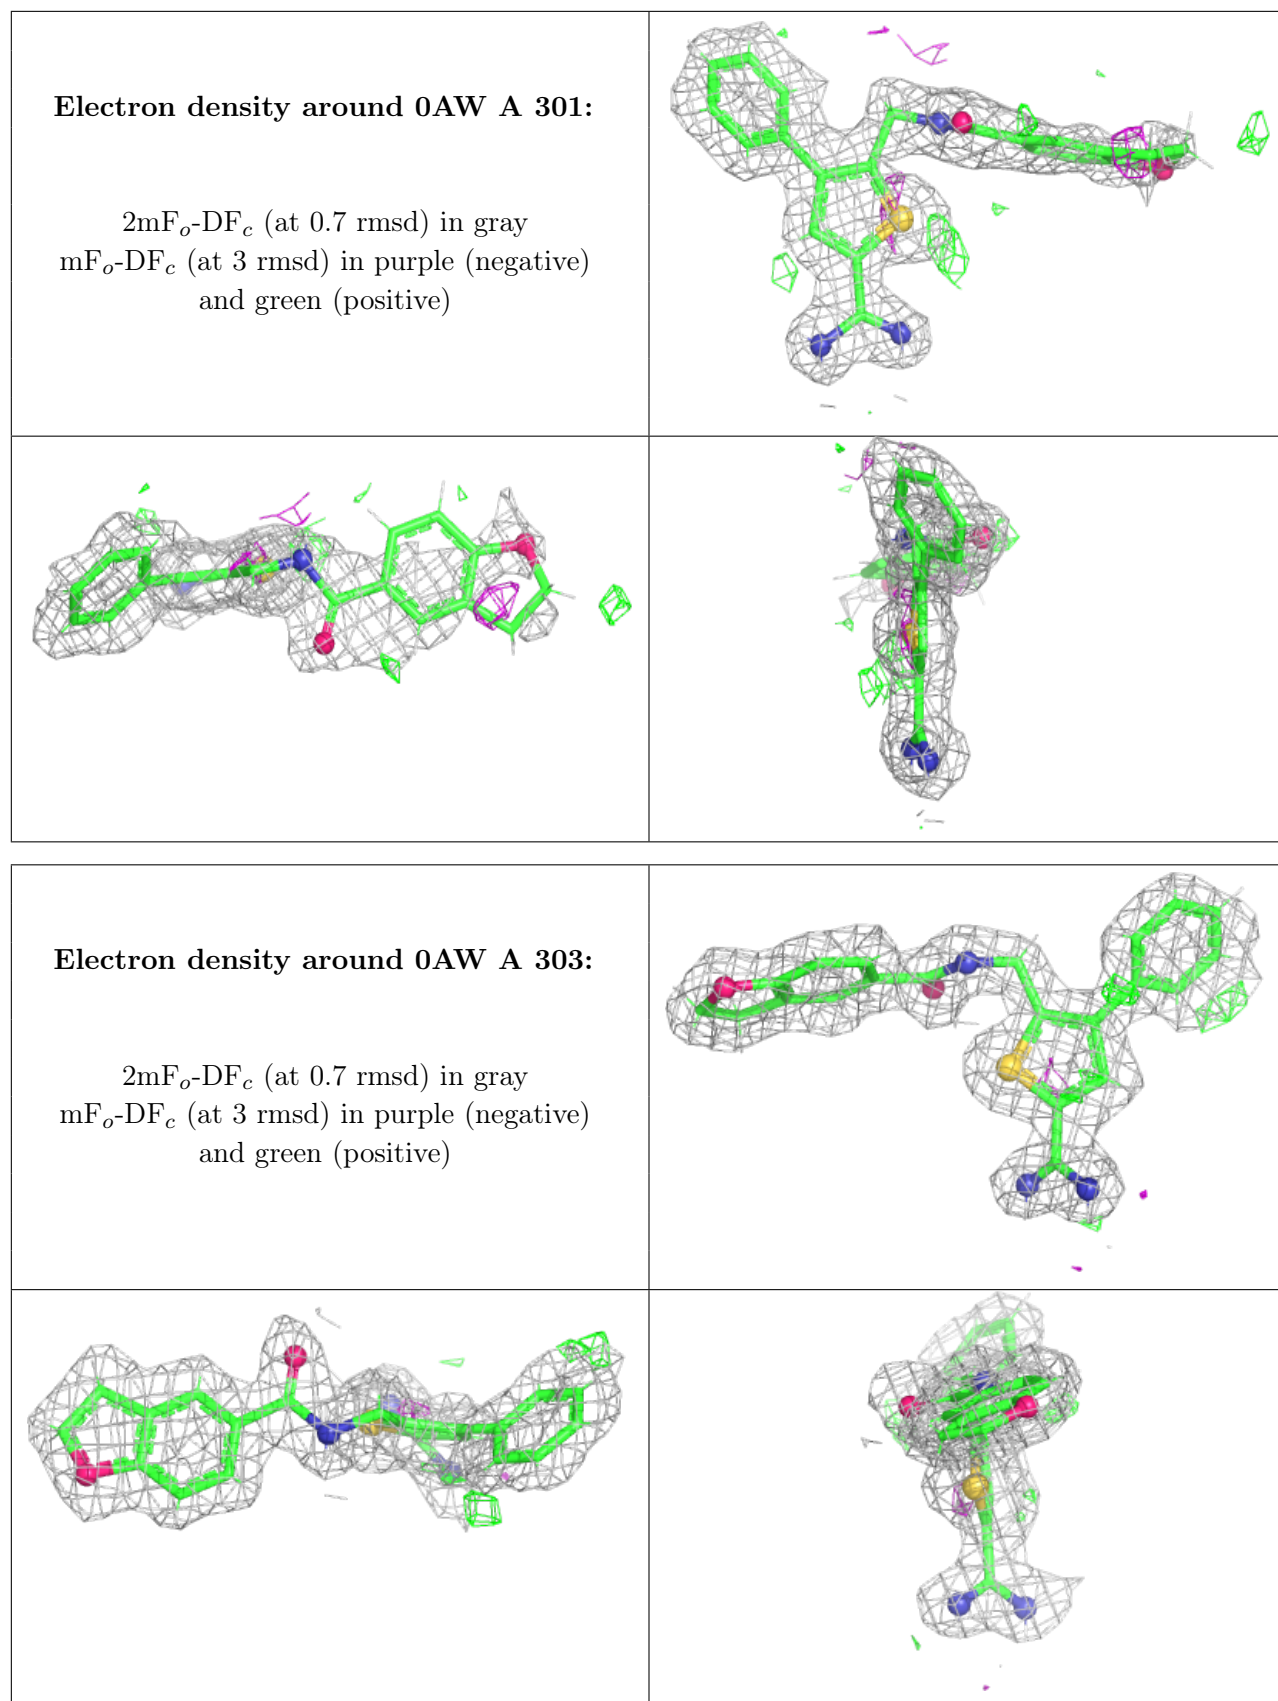 Electron density around 0AW A 301:
2mFo-DFc (at 0.7 rmsd) in gray
mFo-DFc (at 3 rmsd) in purple (negative)
and green (positive)
Electron density around 0AW A 303:
2mFo-DFc (at 0.7 rmsd) in gray
mFo-DFc (at 3 rmsd) in purple (negative)
and green (positive)